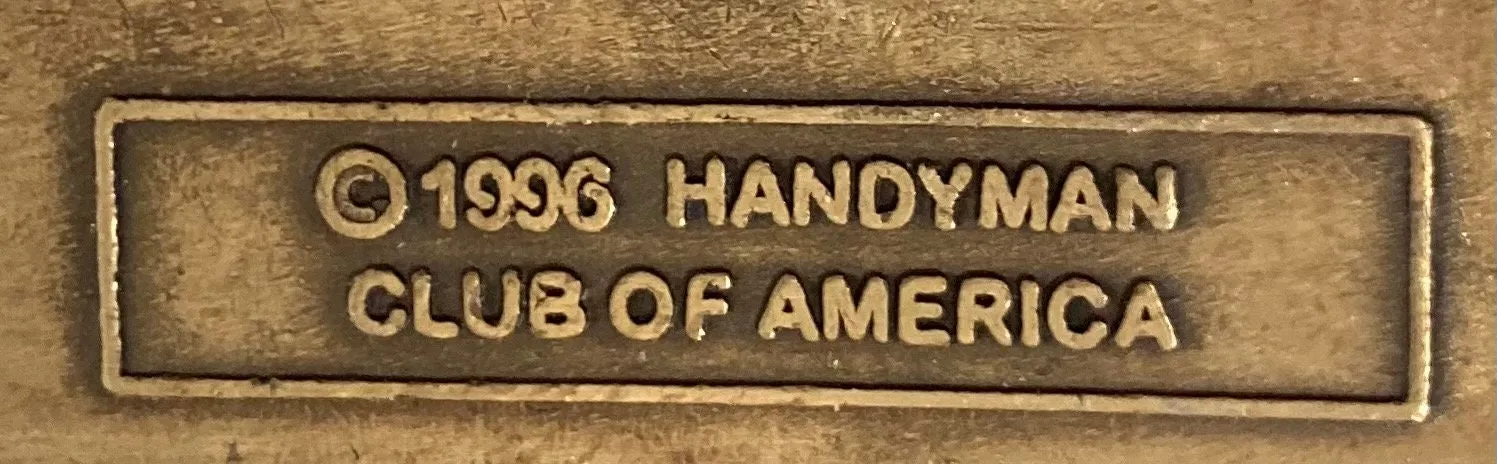 ©1996 HANDYMAN
CLUB OF AMERICA